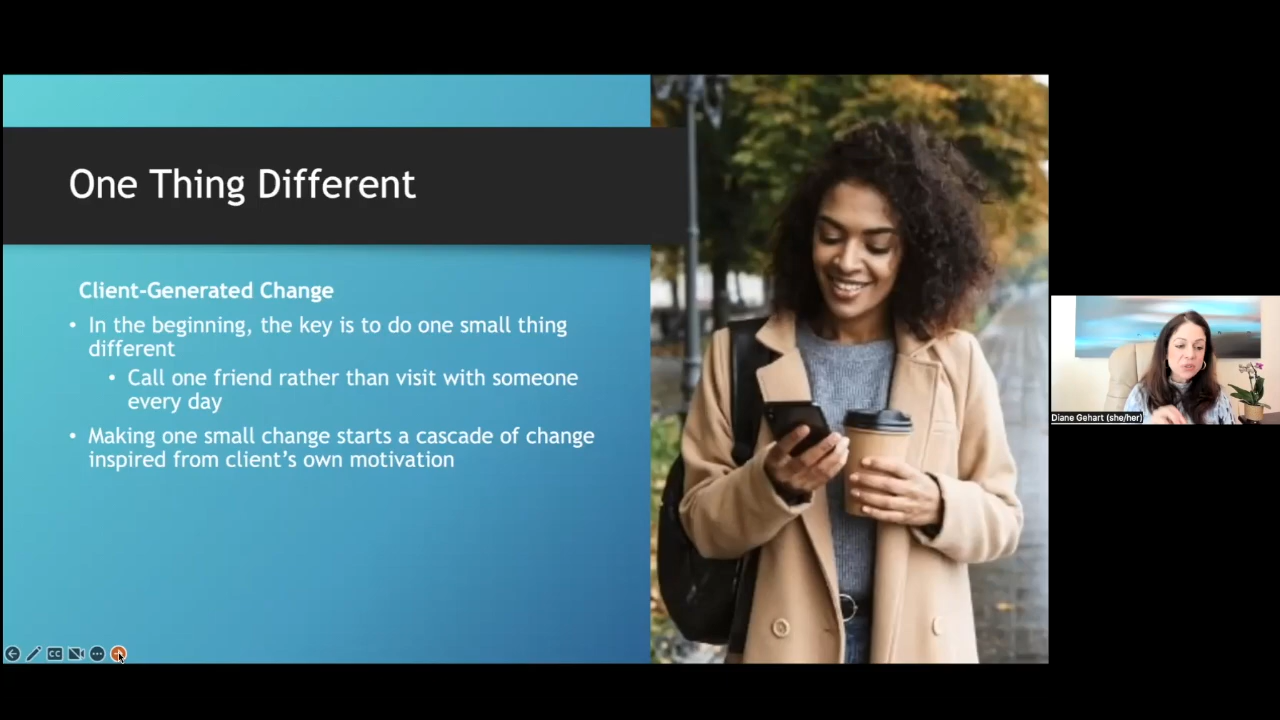 One Thing Different
Client-Generated Change
• In the beginning, the key is to do one small thing
different
• Call one friend rather than visit with someone
every day
• Making one small change starts a cascade of change
inspired from client's own motivation
Diane Gehart (she/her)
CC